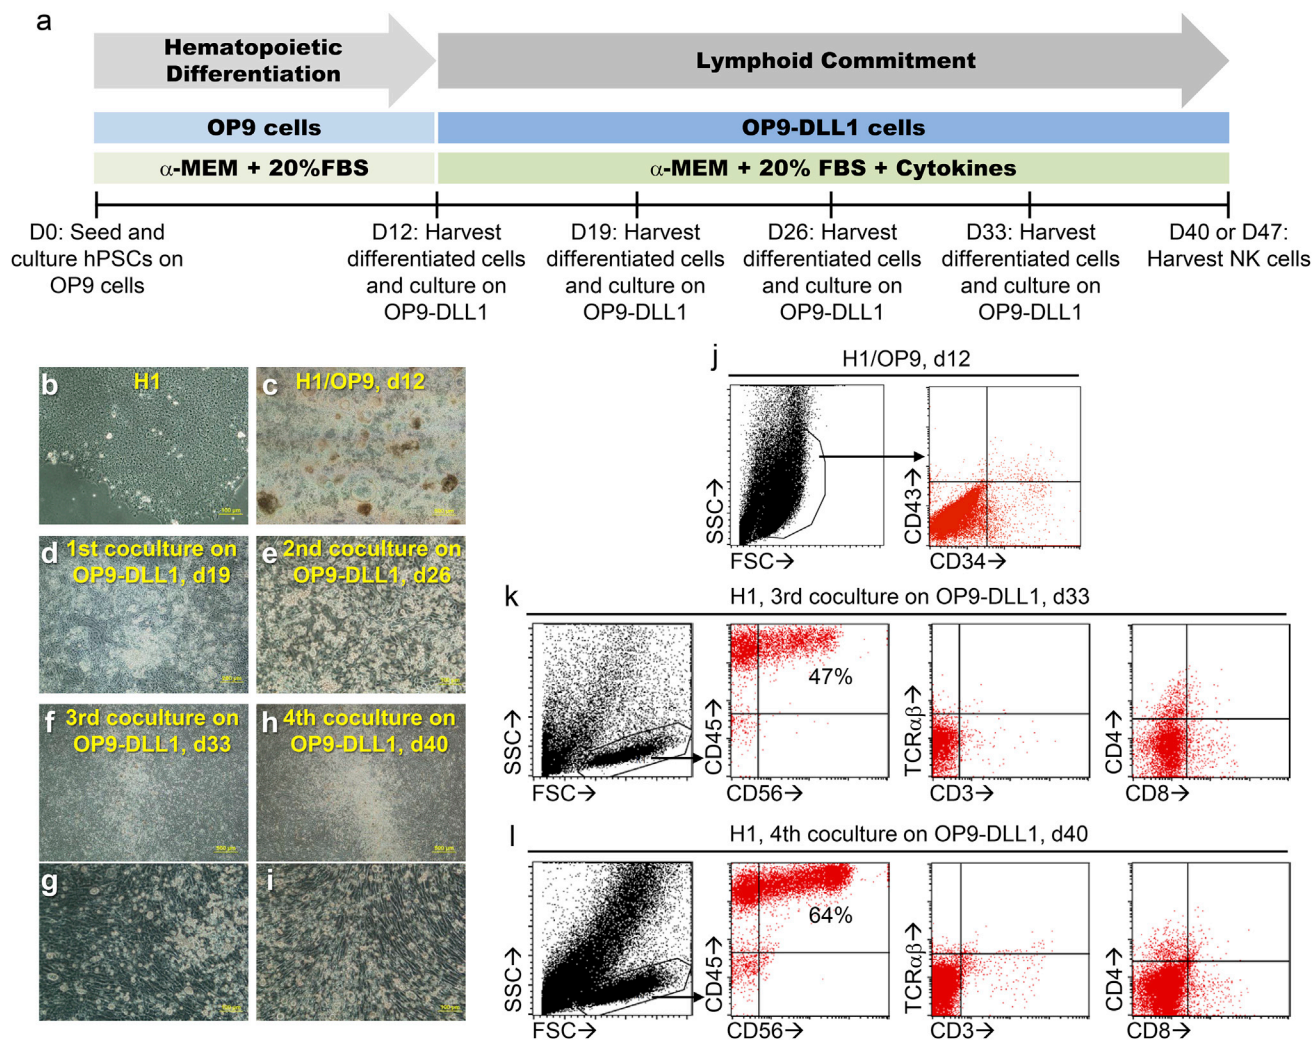 a
Hematopoietic
Differentiation
Lymphoid Commitment
OP9 cells
OP9-DLL1 cells
α-MEM + 20%FBS
α-MEM + 20% FBS + Cytokines
D0: Seed and
culture hPSCs on
OP9 cells
D12: Harvest
differentiated cells
and culture on
OP9-DLL1
D19: Harvest
differentiated cells
and culture on
OP9-DLL1
D26: Harvest
differentiated cells
and culture on
OP9-DLL1
D33: Harvest
differentiated cells
and culture on
OP9-DLL1
D40 or D47:
Harvest NK cells
b
H1
c
H1/OP9, d12
d
1st coculture on
OP9-DLL1, d19
e
2nd coculture on
OP9-DLL1, d26
f
3rd coculture on
OP9-DLL1, d33
h
4th coculture on
OP9-DLL1, d40
g
i
j
H1/OP9, d12
SSC→
FSC→
CD43→
CD34→
k
H1, 3rd coculture on OP9-DLL1, d33
SSC→
FSC→
CD45→
47%
CD56→
TCRαβ→
CD3→
CD4→
CD8→
l
H1, 4th coculture on OP9-DLL1, d40
SSC→
FSC→
CD45→
64%
CD56→
TCRαβ→
CD3→
CD4→
CD8→